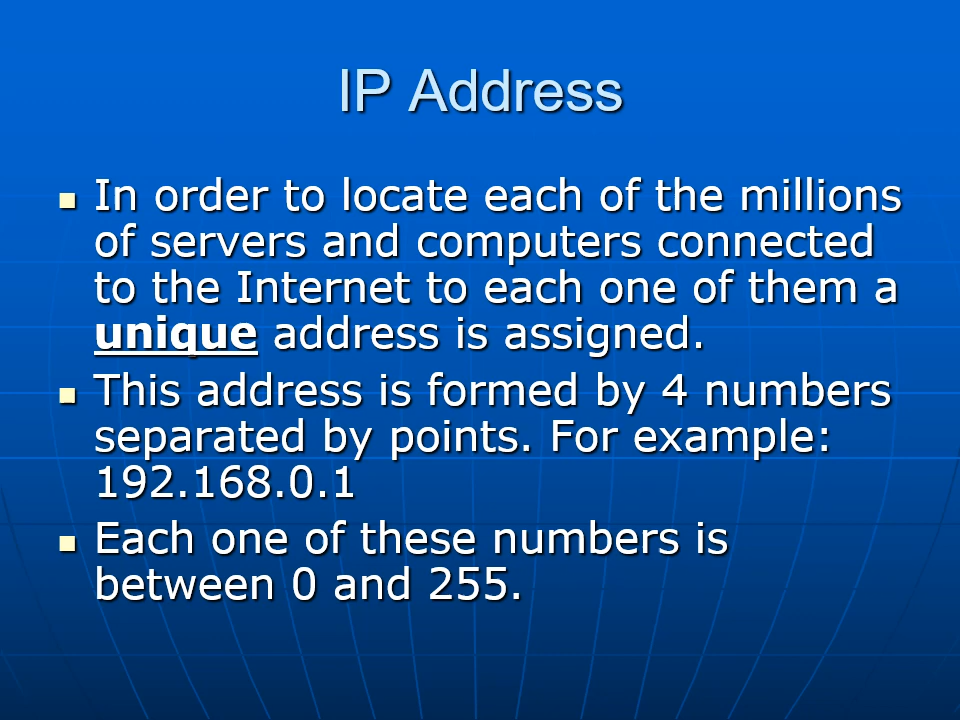 IP Address
In order to locate each of the millions
of servers and computers connected
to the Internet to each one of them a
unique address is assigned.
This address is formed by 4 numbers
separated by points. For example:
192.168.0.1
Each one of these numbers is
between 0 and 255.